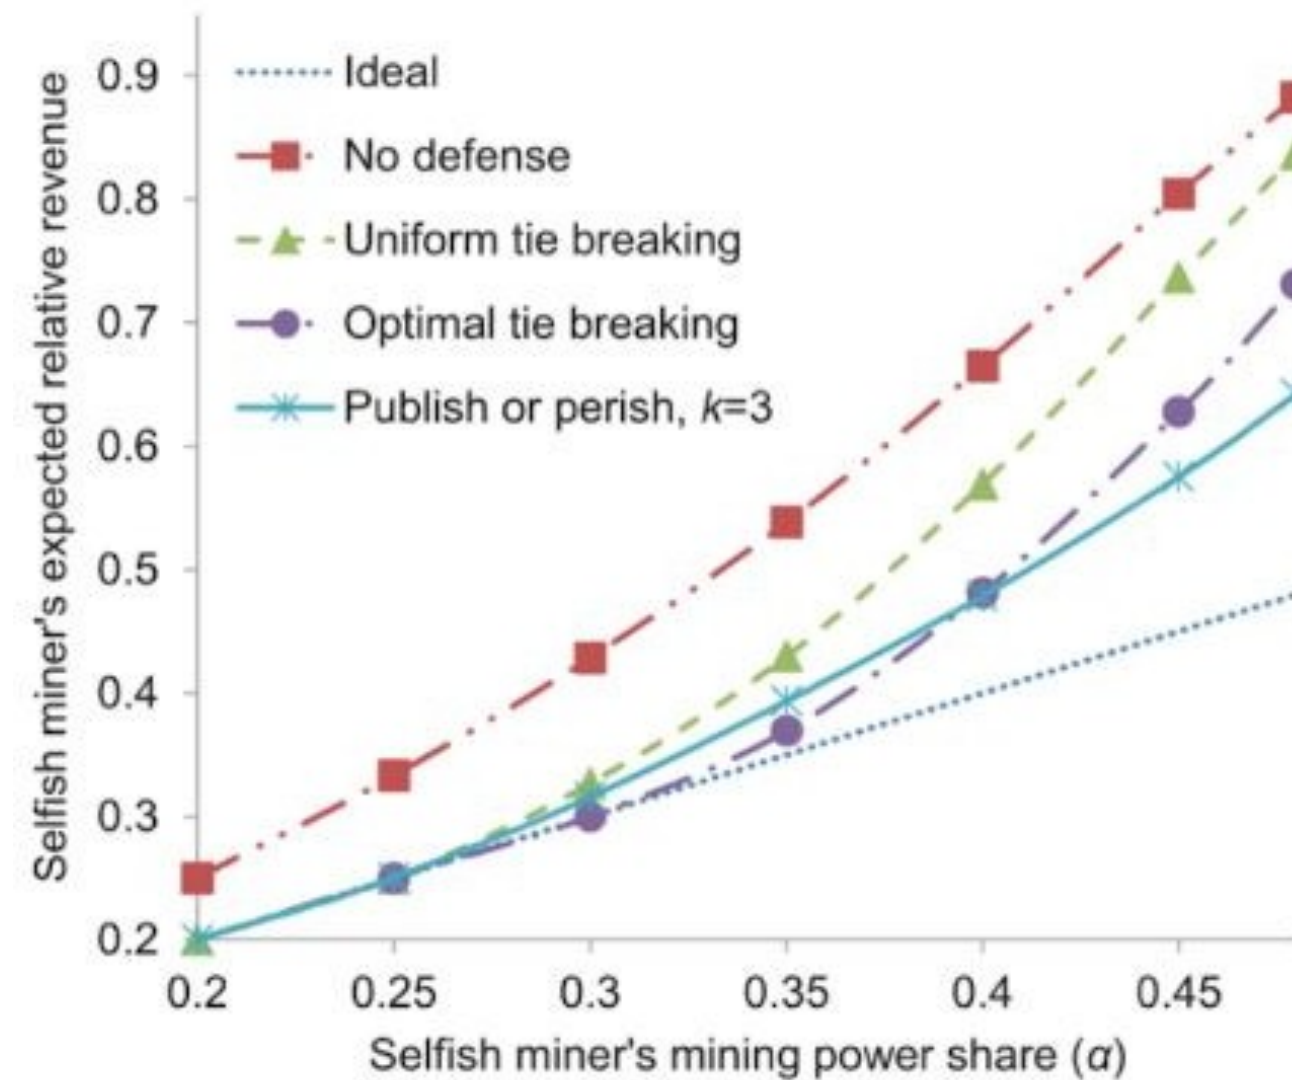 Selfish miner's expected relative revenue
0.9
0.8
0.7
0.6
0.5
0.4
0.3
0.2
Ideal
No defense
Uniform tie breaking
Optimal tie breaking
Publish or perish, k=3
0.2 0.25 0.3 0.35 0.4 0.45
Selfish miner's mining power share (α)